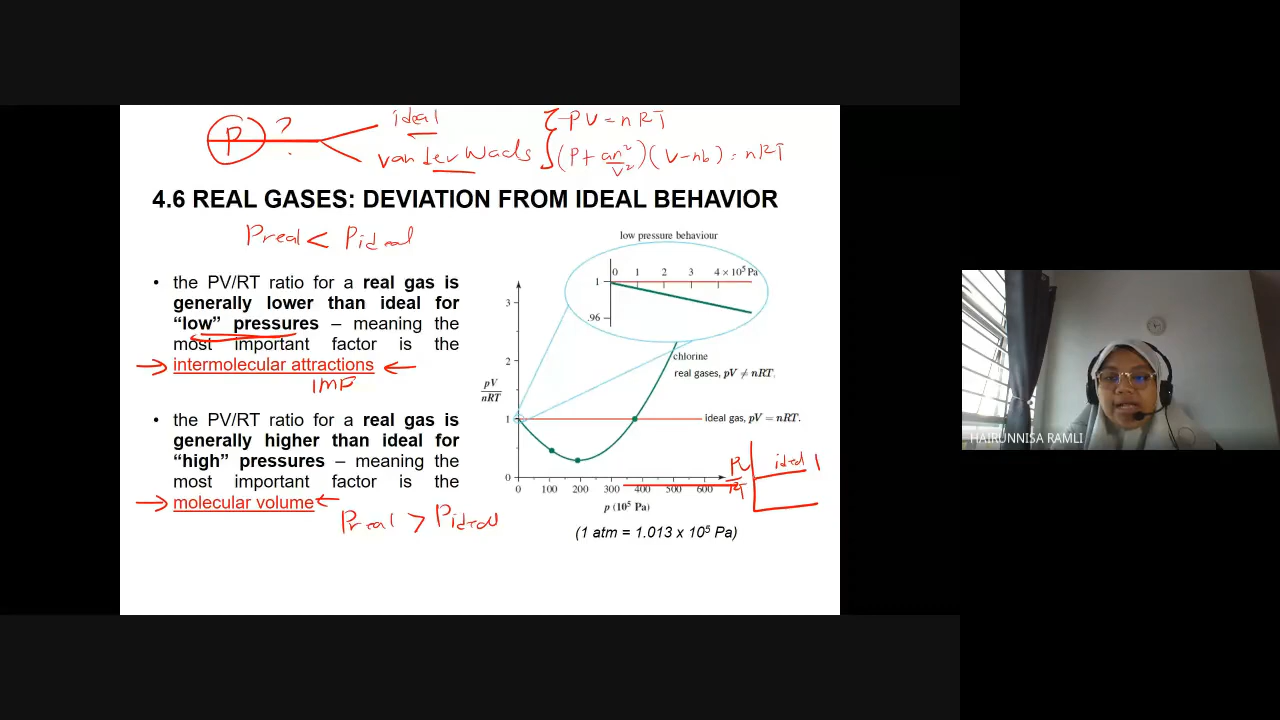 P ? ideal PV = nRT
van der Waals (P + an²/V²)(V-nb) = nRT
4.6 REAL GASES: DEVIATION FROM IDEAL BEHAVIOR
Preal < Pideal
• the PV/RT ratio for a real gas is
generally lower than ideal for
“low” pressures – meaning the
most important factor is the
intermolecular attractions
IMF
• the PV/RT ratio for a real gas is
generally higher than ideal for
“high” pressures – meaning the
most important factor is the
molecular volume
Preal > Pideal
low pressure behaviour
0 1 2 3 4 × 10⁵ Pa
1
.96
3
2
1
0
pV
nRT
chlorine
real gases, pV ≠ nRT.
ideal gas, pV = nRT.
0 100 200 300 400 500 600
p (10⁵ Pa)
PV
RT
ideal 1
(1 atm = 1.013 x 10⁵ Pa)
HAIRUNNISA RAMLI